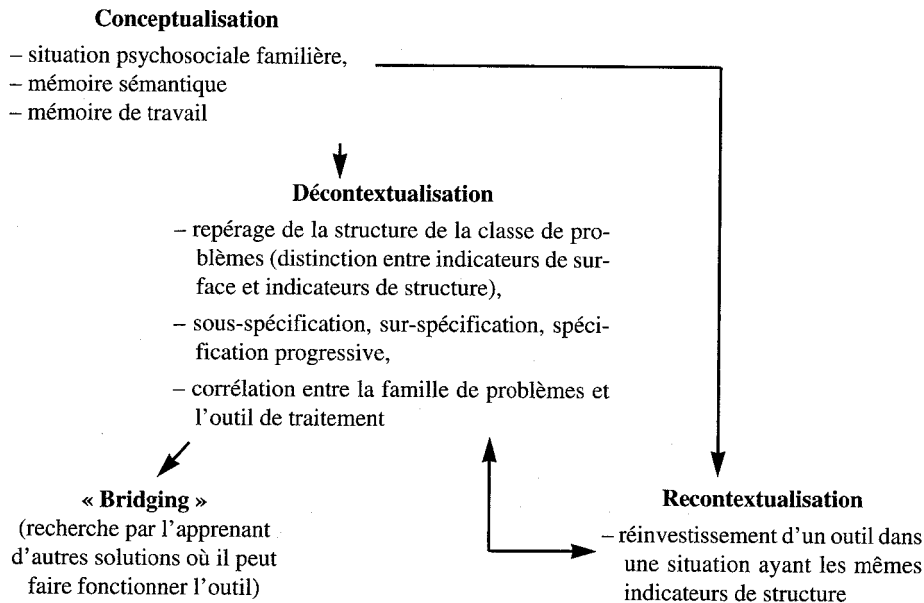 Conceptualisation
– situation psychosociale familière,
– mémoire sémantique
– mémoire de travail
Décontextualisation
– repérage de la structure de la classe de pro-
blèmes (distinction entre indicateurs de sur-
face et indicateurs de structure),
– sous-spécification, sur-spécification, spéci-
fication progressive,
– corrélation entre la famille de problèmes et
l'outil de traitement
« Bridging »
(recherche par l'apprenant
d'autres solutions où il peut
faire fonctionner l'outil)
Recontextualisation
– réinvestissement d'un outil dans
une situation ayant les mêmes
indicateurs de structure